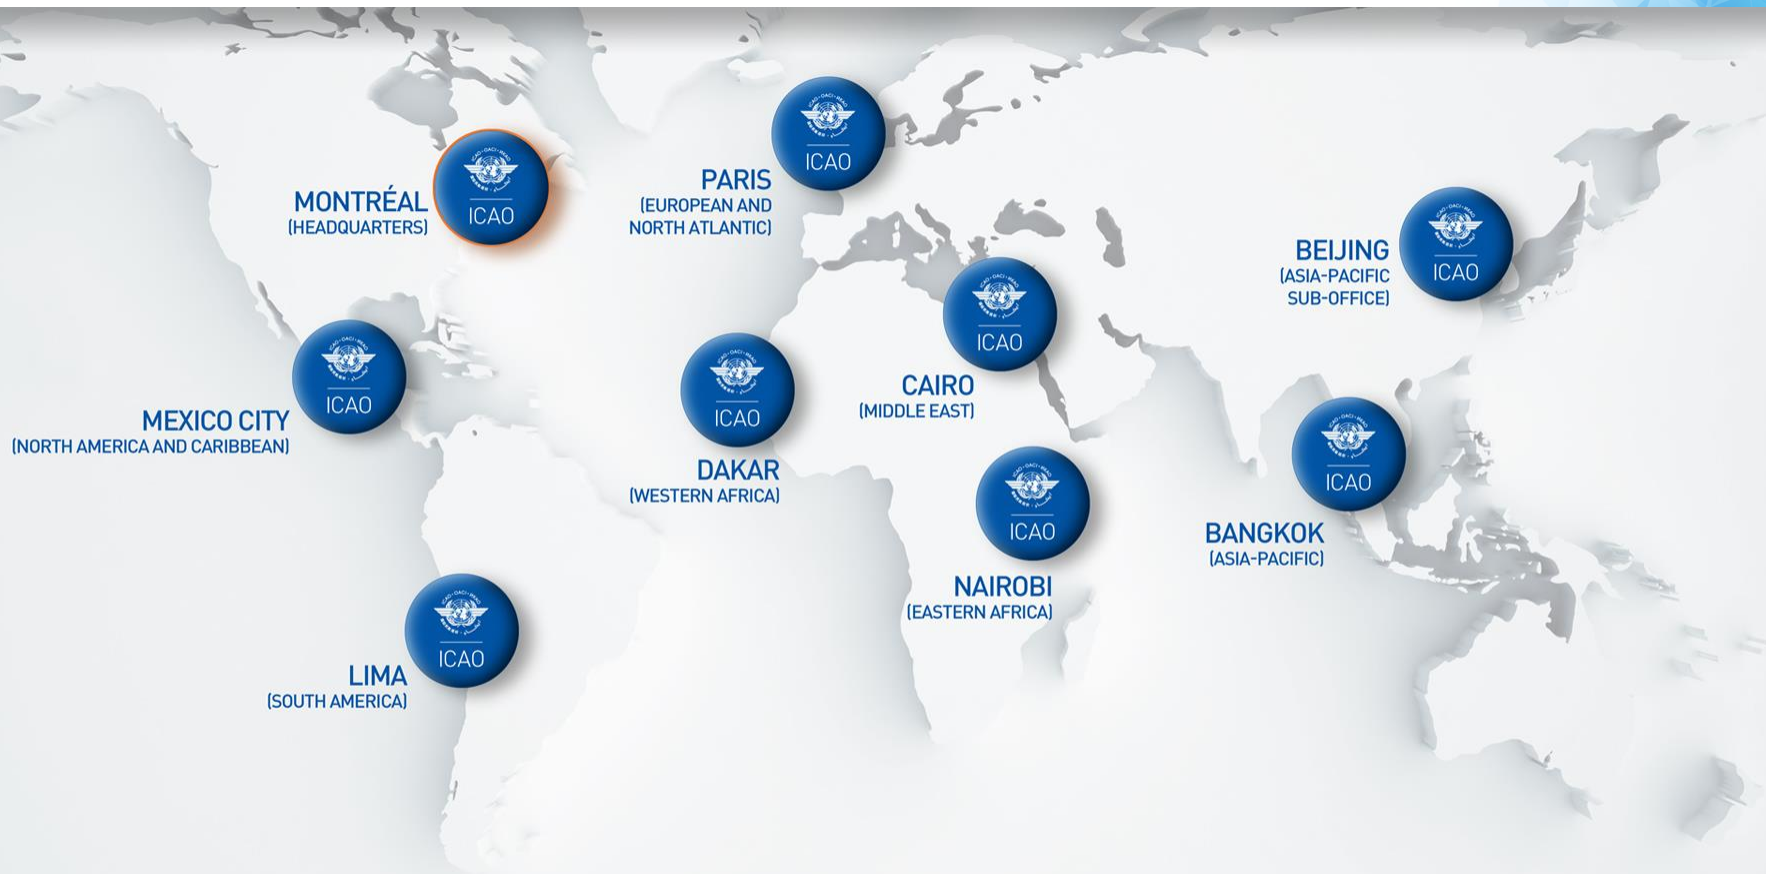 ICAO
MONTRÉAL
(HEADQUARTERS)
ICAO
PARIS
(EUROPEAN AND
NORTH ATLANTIC)
ICAO
BEIJING
(ASIA-PACIFIC
SUB-OFFICE)
ICAO
MEXICO CITY
(NORTH AMERICA AND CARIBBEAN)
ICAO
CAIRO
(MIDDLE EAST)
ICAO
DAKAR
(WESTERN AFRICA)
ICAO
NAIROBI
(EASTERN AFRICA)
ICAO
BANGKOK
(ASIA-PACIFIC)
ICAO
LIMA
(SOUTH AMERICA)
ICAO